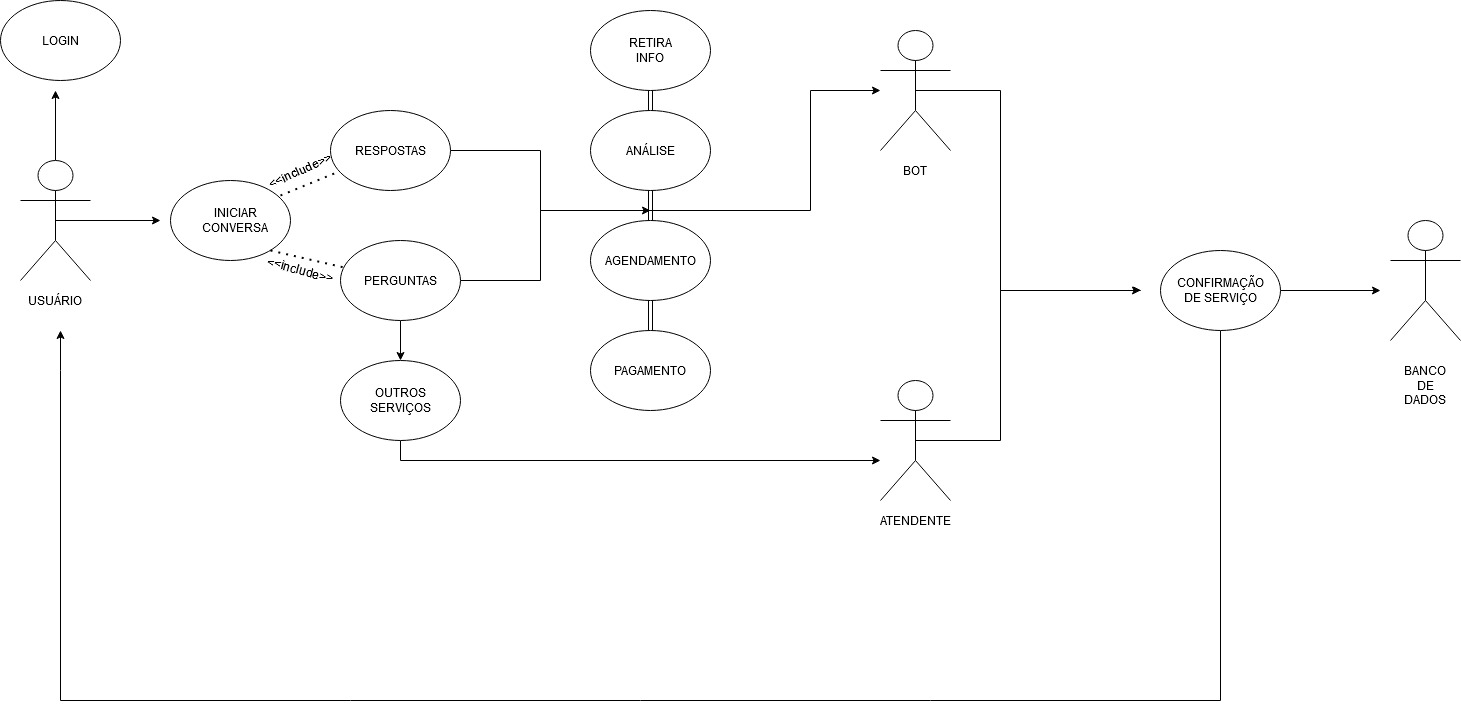 LOGIN
RETIRA
INFO
RESPOSTAS
ANÁLISE
<<include>>
BOT
INICIAR
CONVERSA
<<include>>
PERGUNTAS
AGENDAMENTO
USUÁRIO
CONFIRMAÇÃO
DE SERVIÇO
OUTROS
SERVIÇOS
PAGAMENTO
BANCO
DE
DADOS
ATENDENTE